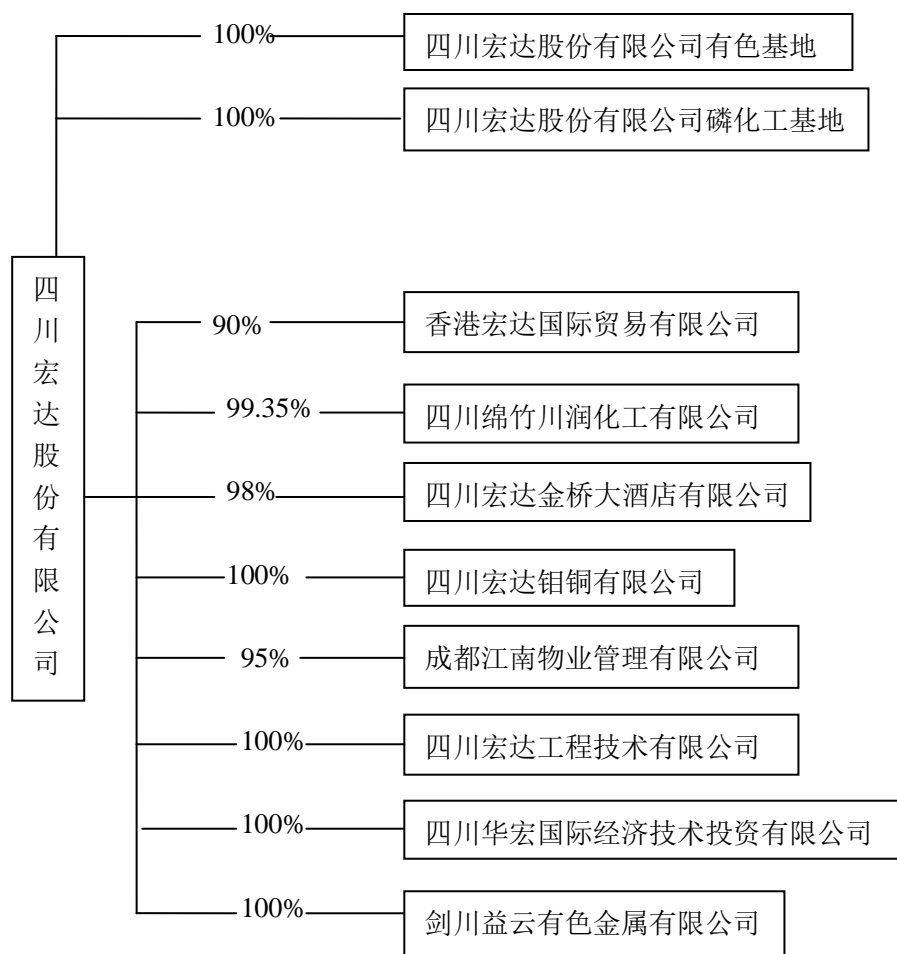 100%
四川宏达股份有限公司有色基地
100%
四川宏达股份有限公司磷化工基地
四川宏达股份有限公司
90%
香港宏达国际贸易有限公司
99.35%
四川绵竹川润化工有限公司
98%
四川宏达金桥大酒店有限公司
100%
四川宏达钼铜有限公司
95%
成都江南物业管理有限公司
100%
四川宏达工程技术有限公司
100%
四川华宏国际经济技术投资有限公司
100%
剑川益云有色金属有限公司